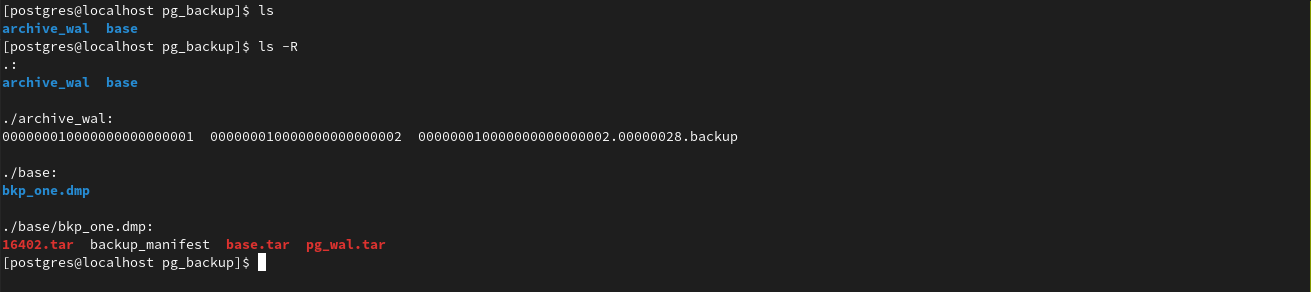 [postgres@localhost pg_backup]$ ls
archive_wal  base
[postgres@localhost pg_backup]$ ls -R
.:
archive_wal  base

./archive_wal:
000000010000000000000001  000000010000000000000002  000000010000000000000002.00000028.backup

./base:
bkp_one.dmp

./base/bkp_one.dmp:
16402.tar  backup_manifest  base.tar  pg_wal.tar
[postgres@localhost pg_backup]$